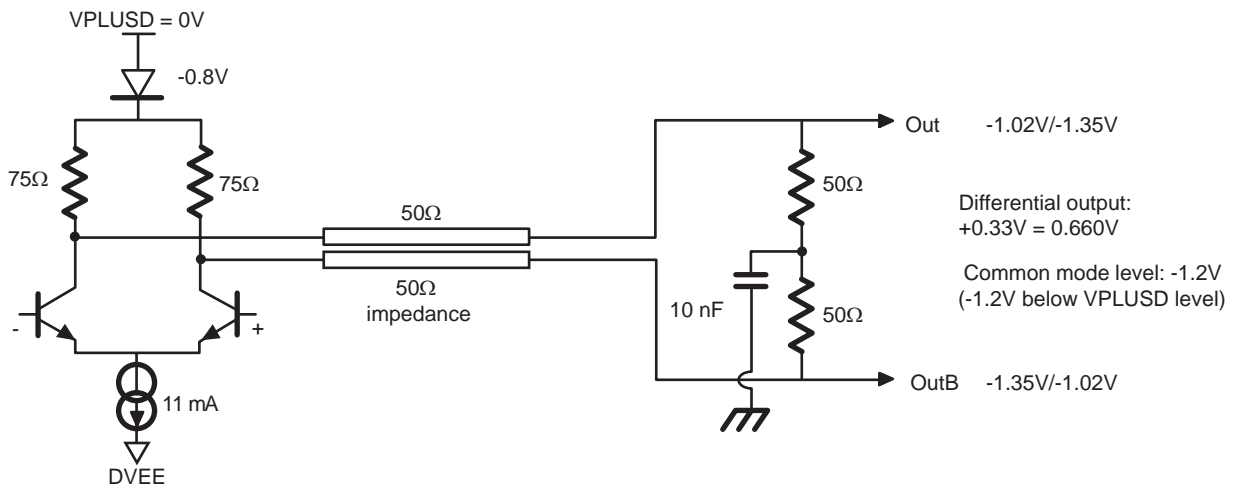 VPLUSD = 0V
-0.8V
75Ω
75Ω
50Ω
50Ω
impedance
-
+
11 mA
DVEE
10 nF
50Ω
50Ω
Out -1.02V/-1.35V
Differential output:
+0.33V = 0.660V
Common mode level: -1.2V
(-1.2V below VPLUSD level)
OutB -1.35V/-1.02V